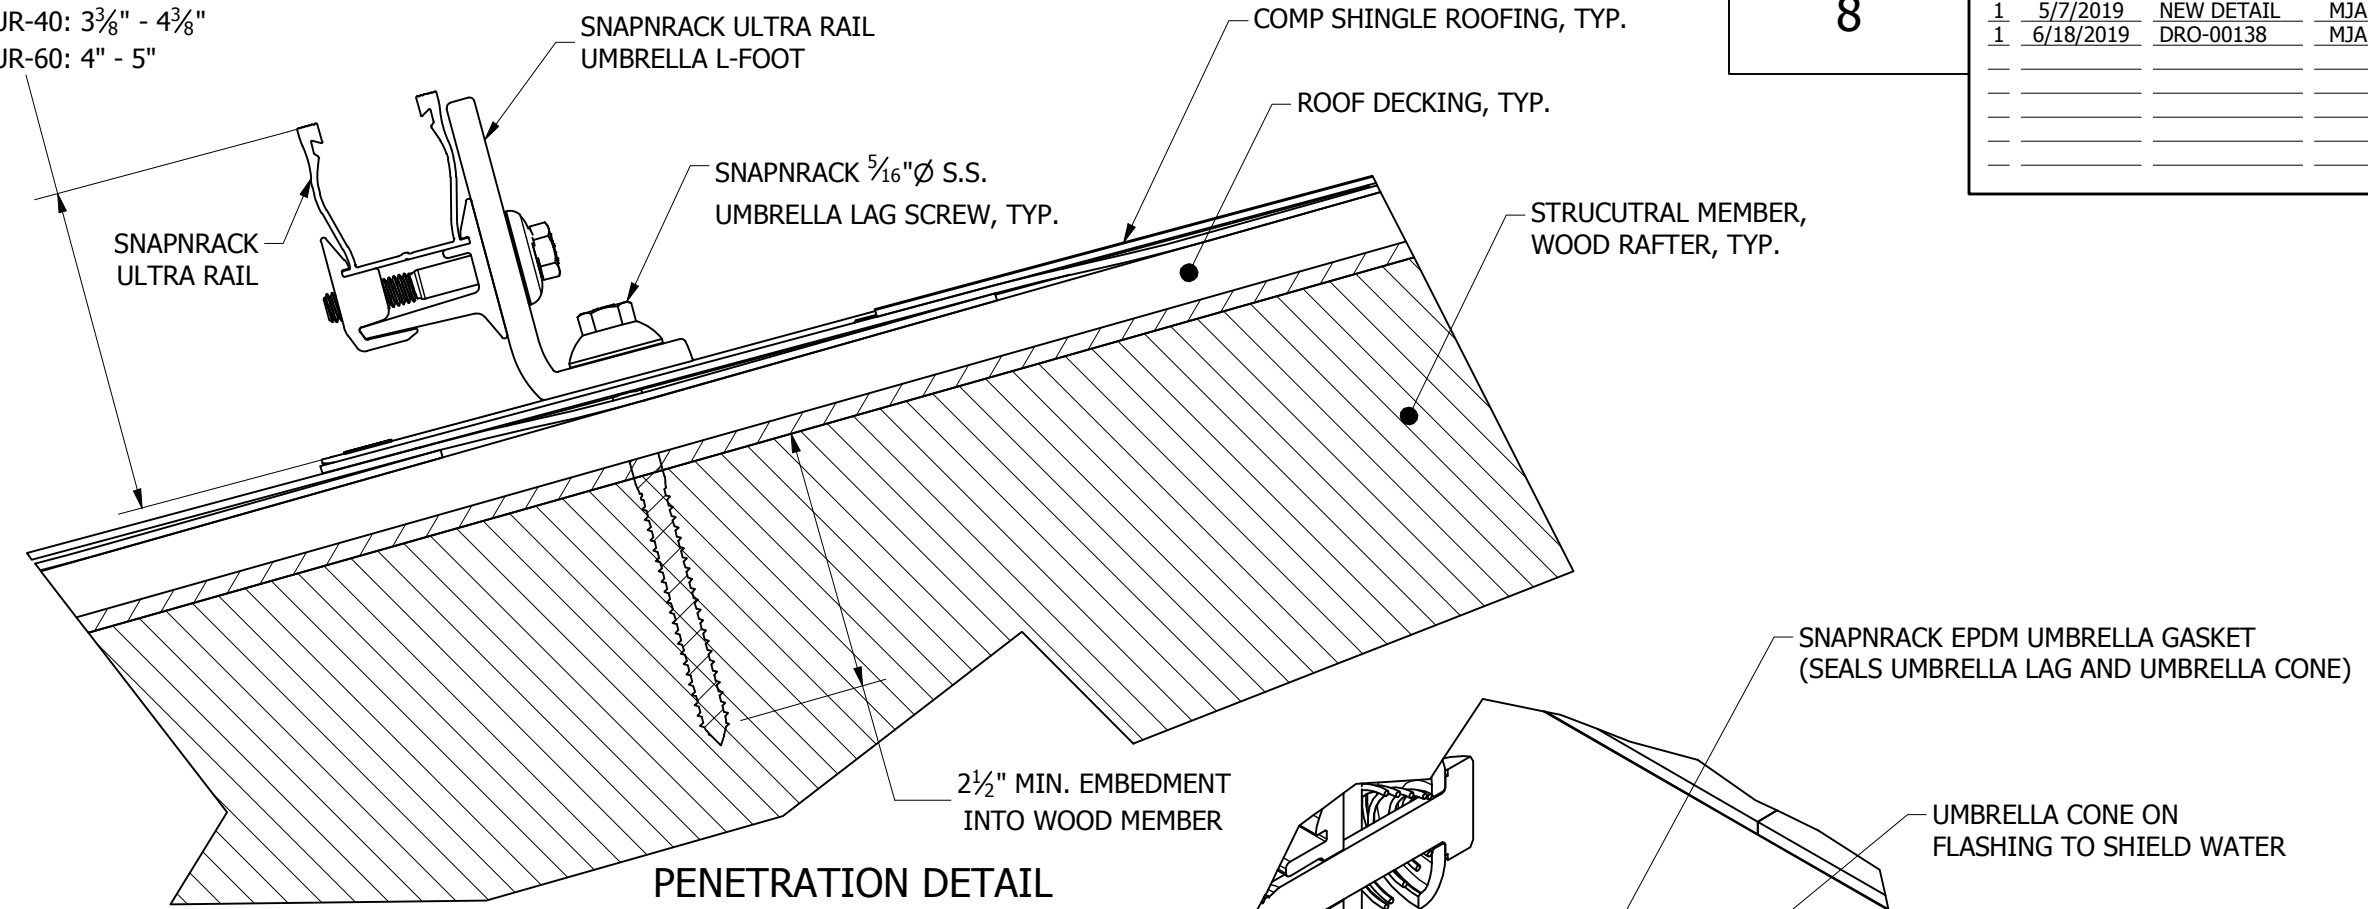 UR-40: 3⅜" - 4⅜"
UR-60: 4" - 5"
SNAPNRACK ULTRA RAIL
UMBRELLA L-FOOT
COMP SHINGLE ROOFING, TYP.
8
1 5/7/2019 NEW DETAIL MJA
1 6/18/2019 DRO-00138 MJA
ROOF DECKING, TYP.
SNAPNRACK 5⁄16"Ø S.S.
UMBRELLA LAG SCREW, TYP.
STRUCUTRAL MEMBER,
WOOD RAFTER, TYP.
SNAPNRACK
ULTRA RAIL
SNAPNRACK EPDM UMBRELLA GASKET
(SEALS UMBRELLA LAG AND UMBRELLA CONE)
2½" MIN. EMBEDMENT
INTO WOOD MEMBER
UMBRELLA CONE ON
FLASHING TO SHIELD WATER
PENETRATION DETAIL